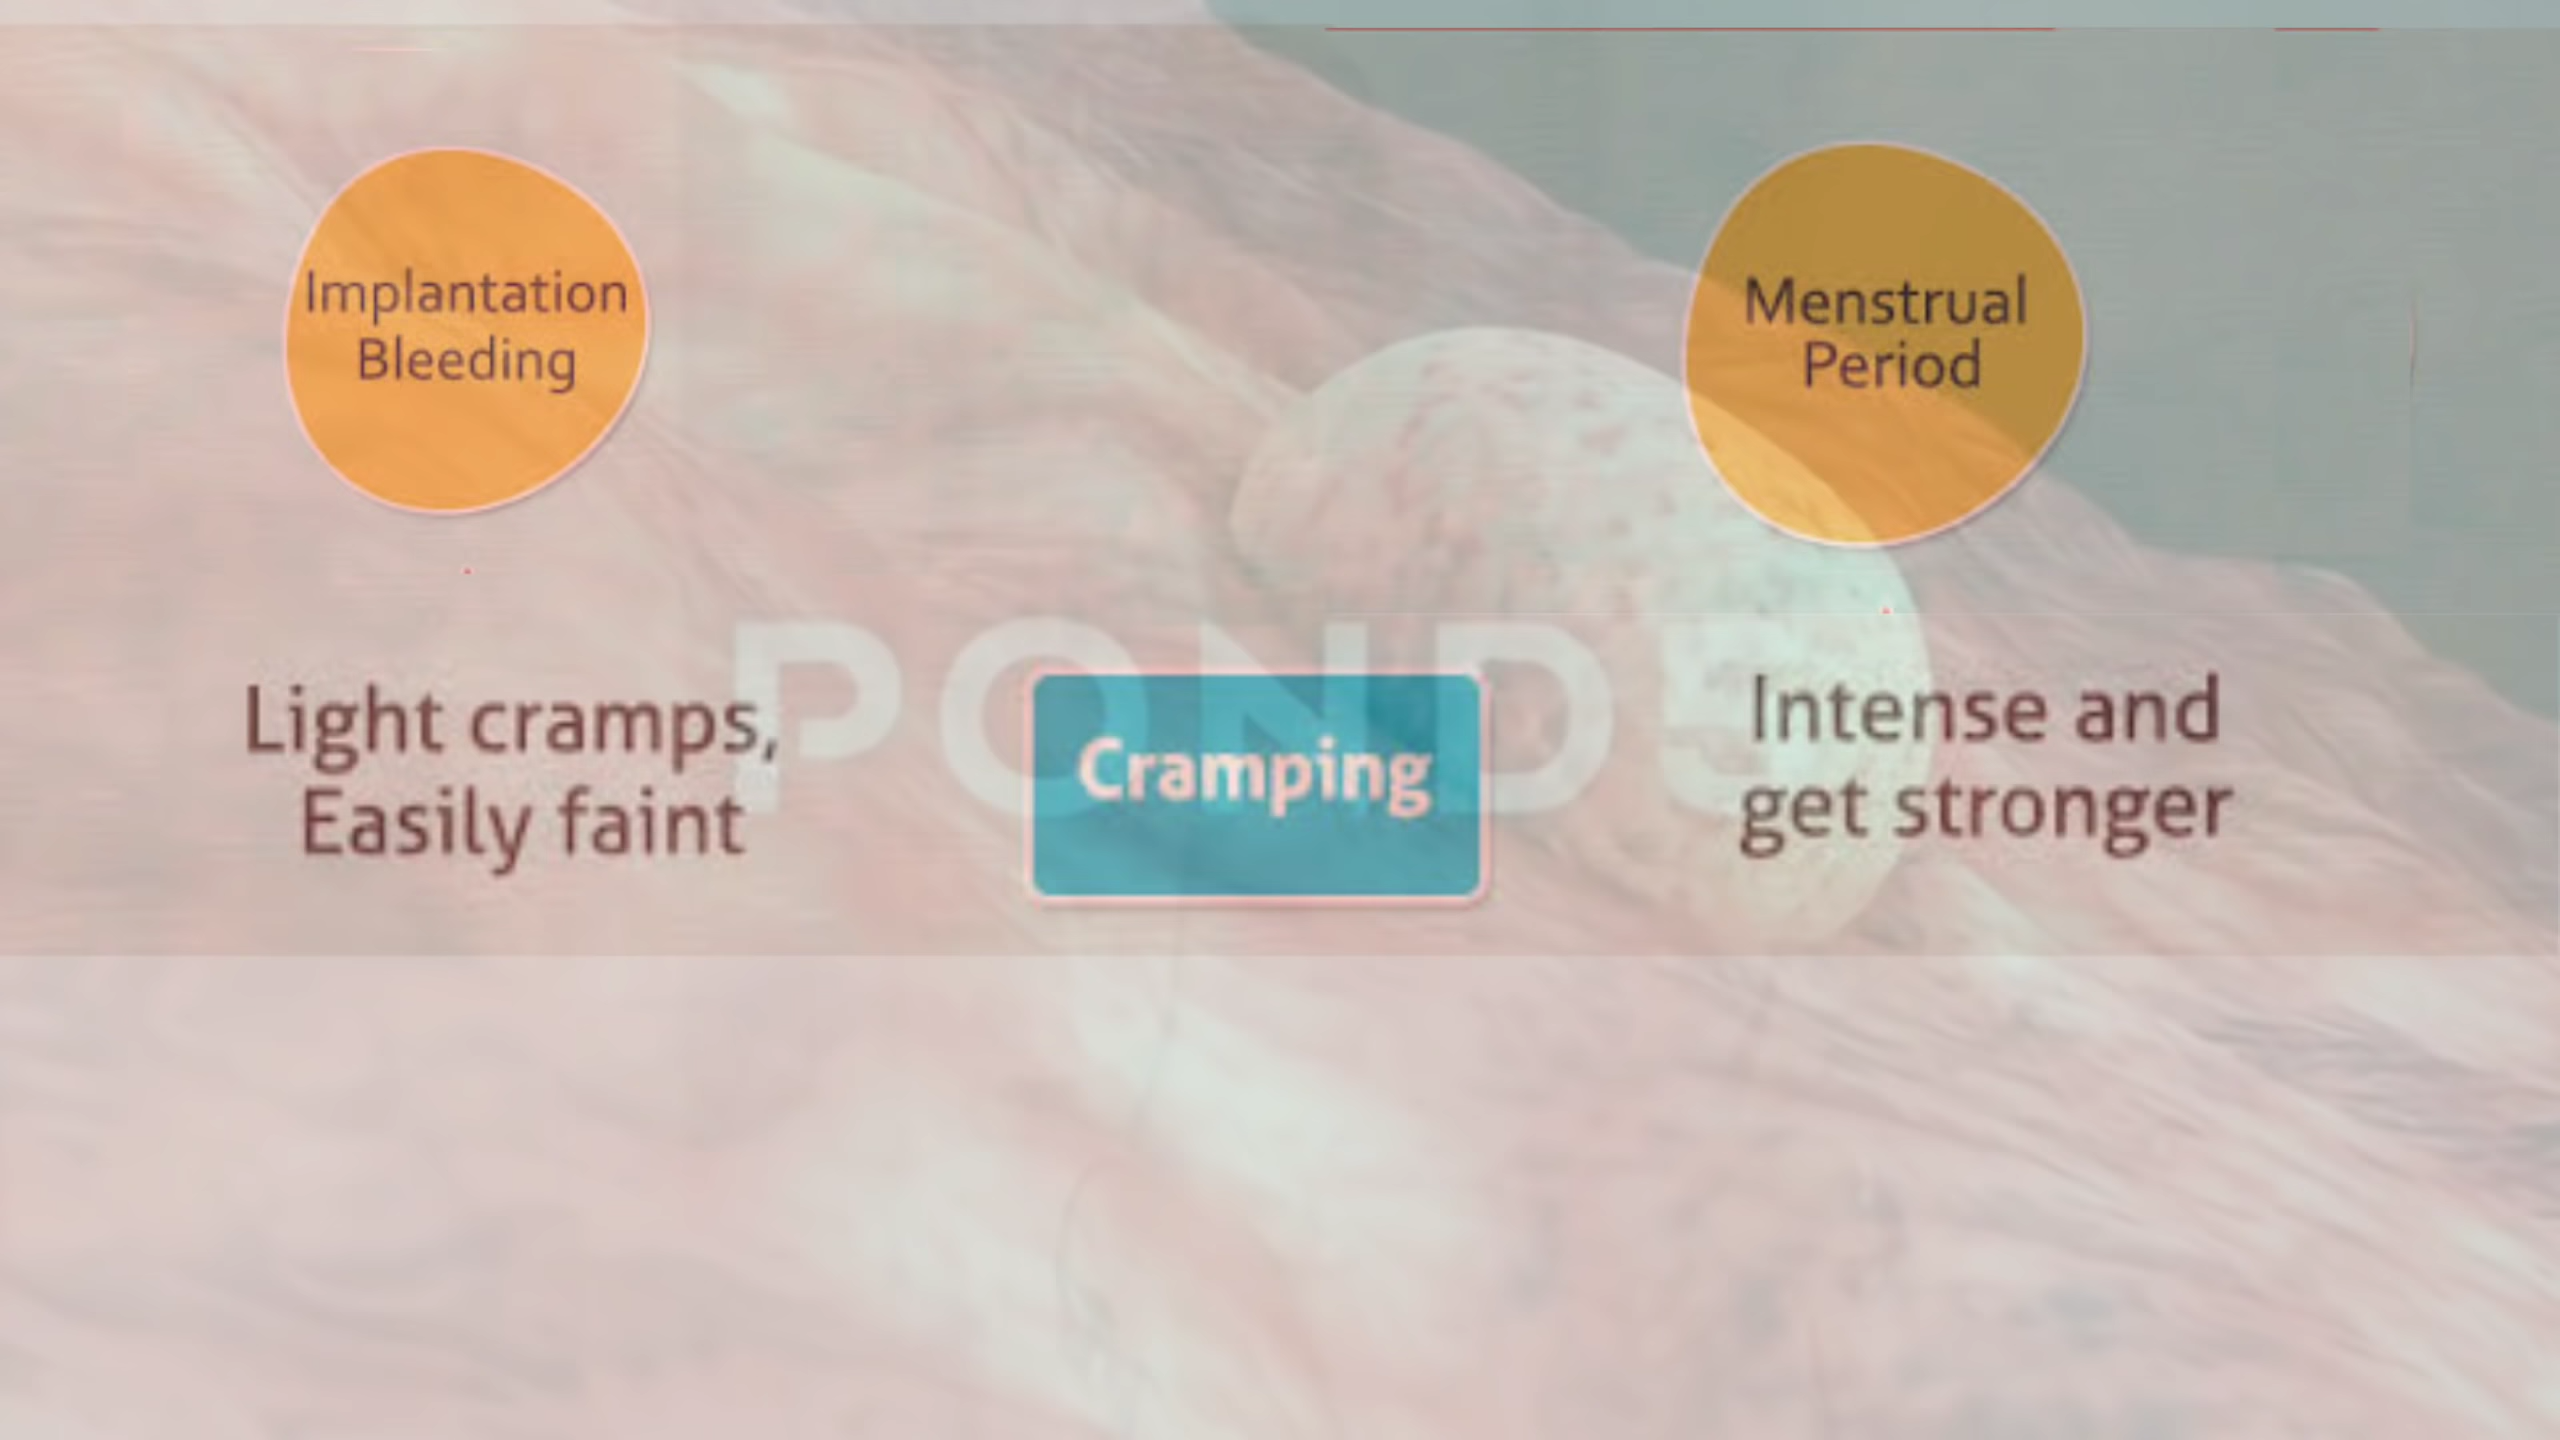 Implantation
Bleeding
Menstrual
Period
Light cramps,
Easily faint
Cramping
Intense and
get stronger
POND5